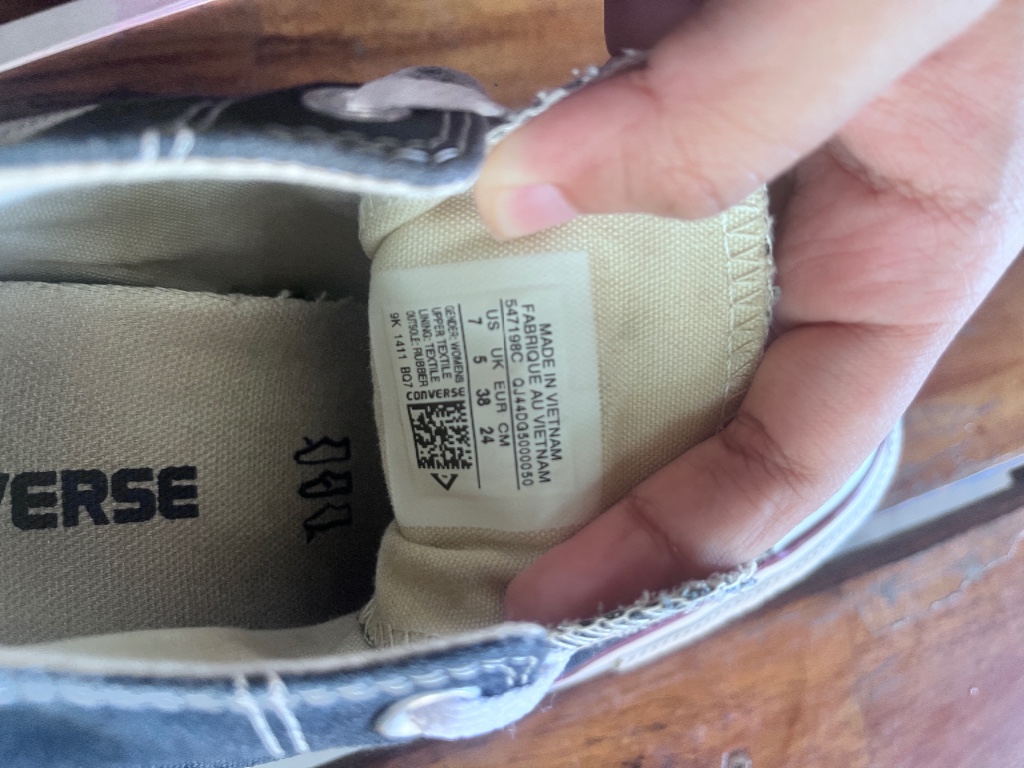 MADE IN VIETNAM
FABRIQUE AU VIETNAM
547198C QJ44DQ5000050
US UK EUR CM
7 5 38 24
GENDER: WOMENS
UPPER: TEXTILE
LINING: TEXTILE
OUTSOLE: RUBBER
9K 1411 BQ7
CONVERSE
VERSE